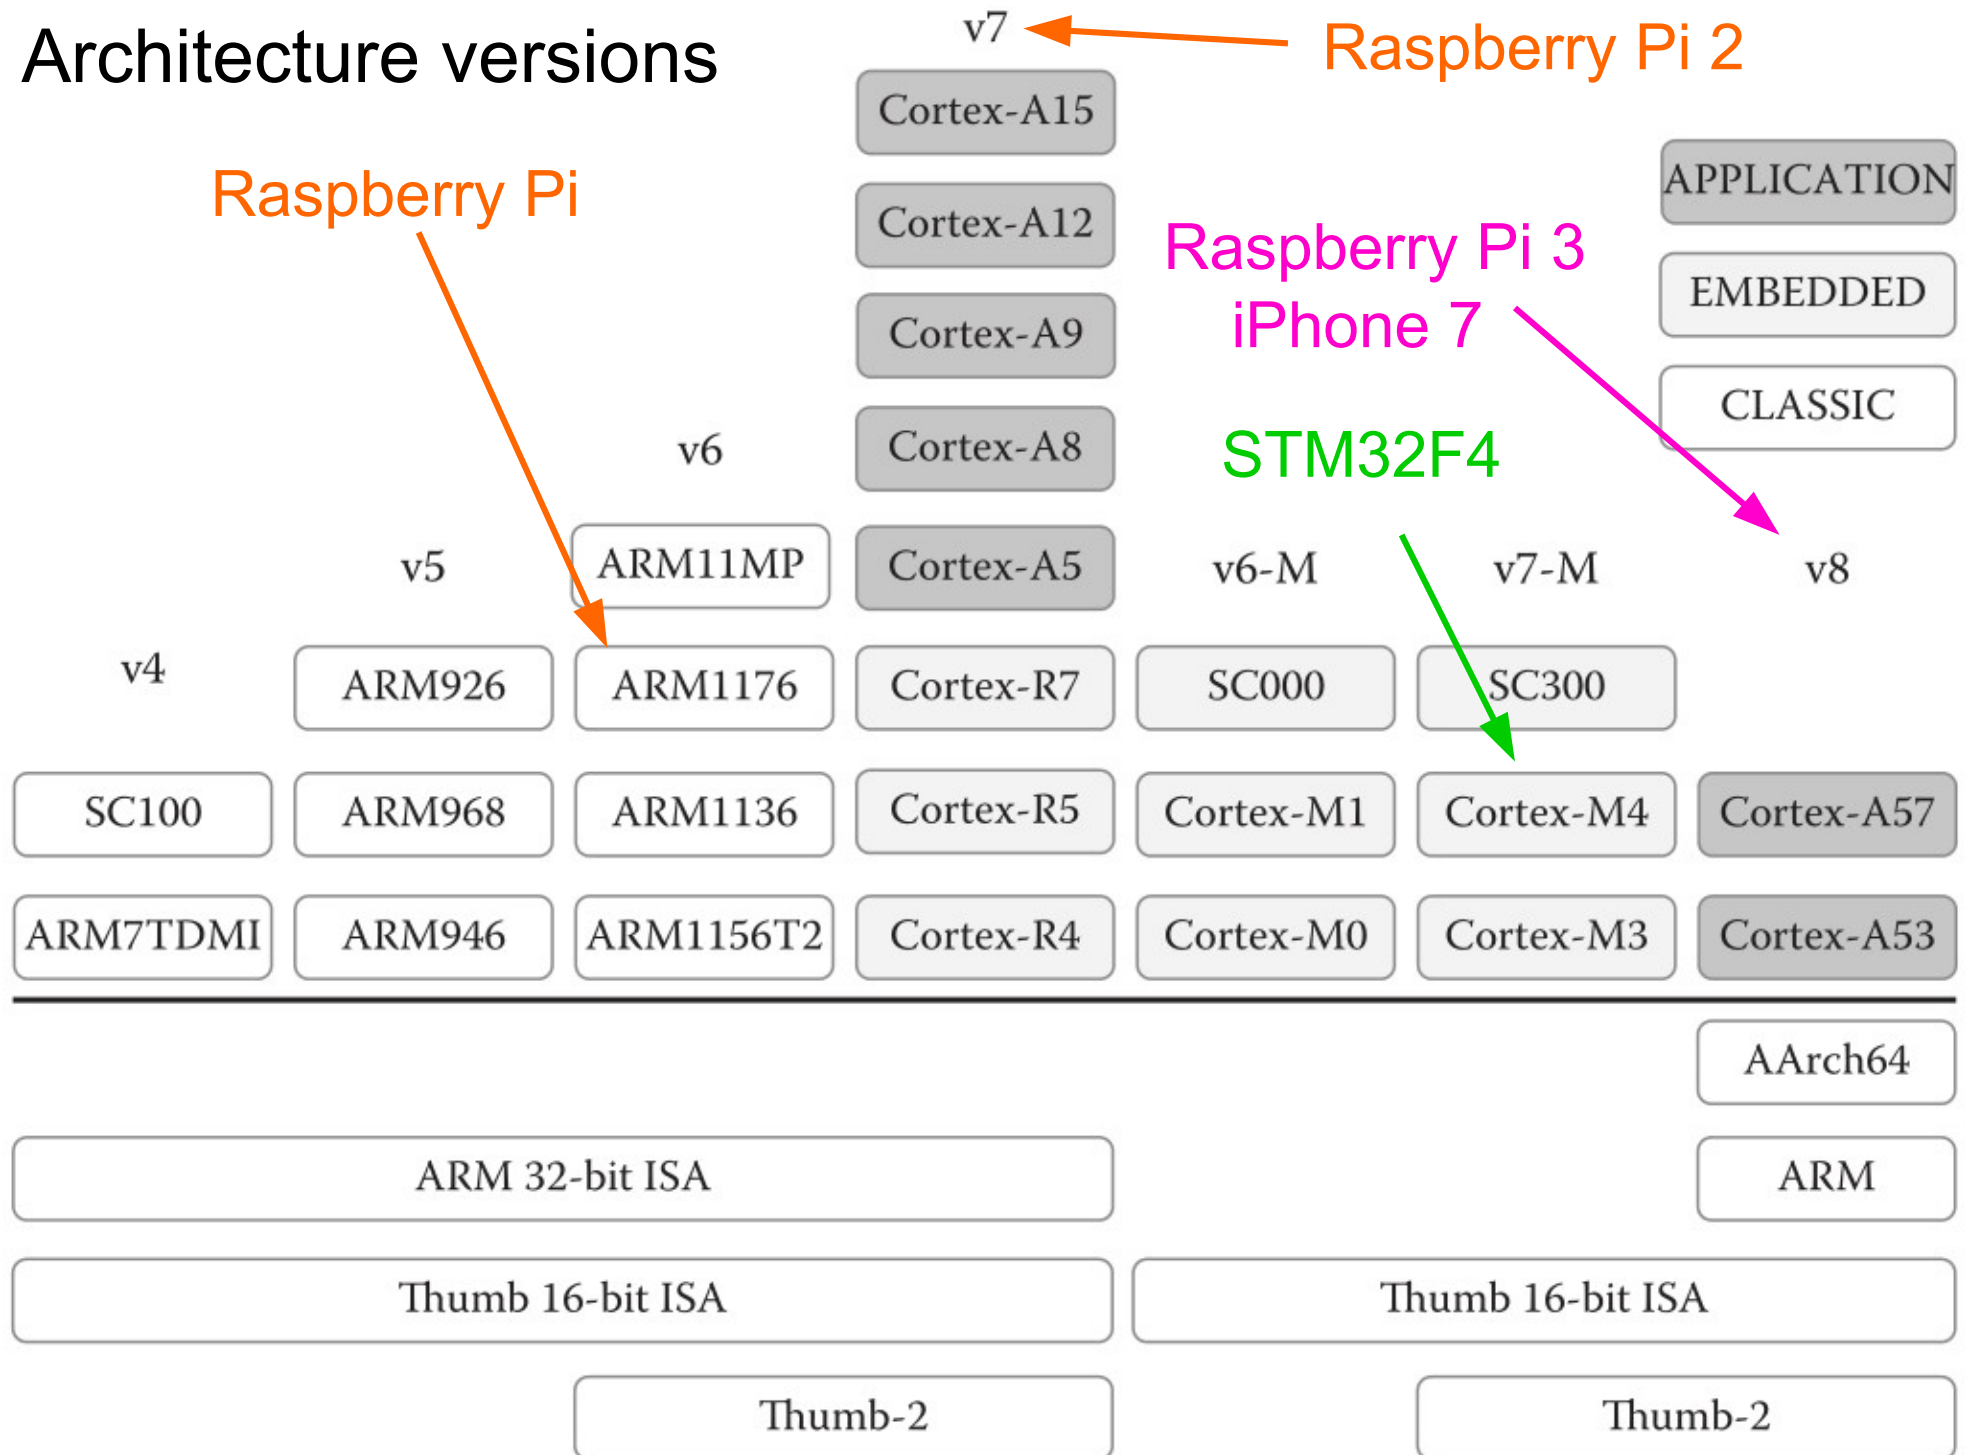 Architecture versions
v7
Raspberry Pi 2
Cortex-A15
Raspberry Pi
APPLICATION
Cortex-A12
Raspberry Pi 3
iPhone 7
EMBEDDED
Cortex-A9
CLASSIC
v6
Cortex-A8
STM32F4
v5
ARM11MP
Cortex-A5
v6-M
v7-M
v8
v4
ARM926
ARM1176
Cortex-R7
SC000
SC300
SC100
ARM968
ARM1136
Cortex-R5
Cortex-M1
Cortex-M4
Cortex-A57
ARM7TDMI
ARM946
ARM1156T2
Cortex-R4
Cortex-M0
Cortex-M3
Cortex-A53
AArch64
ARM 32-bit ISA
ARM
Thumb 16-bit ISA
Thumb 16-bit ISA
Thumb-2
Thumb-2